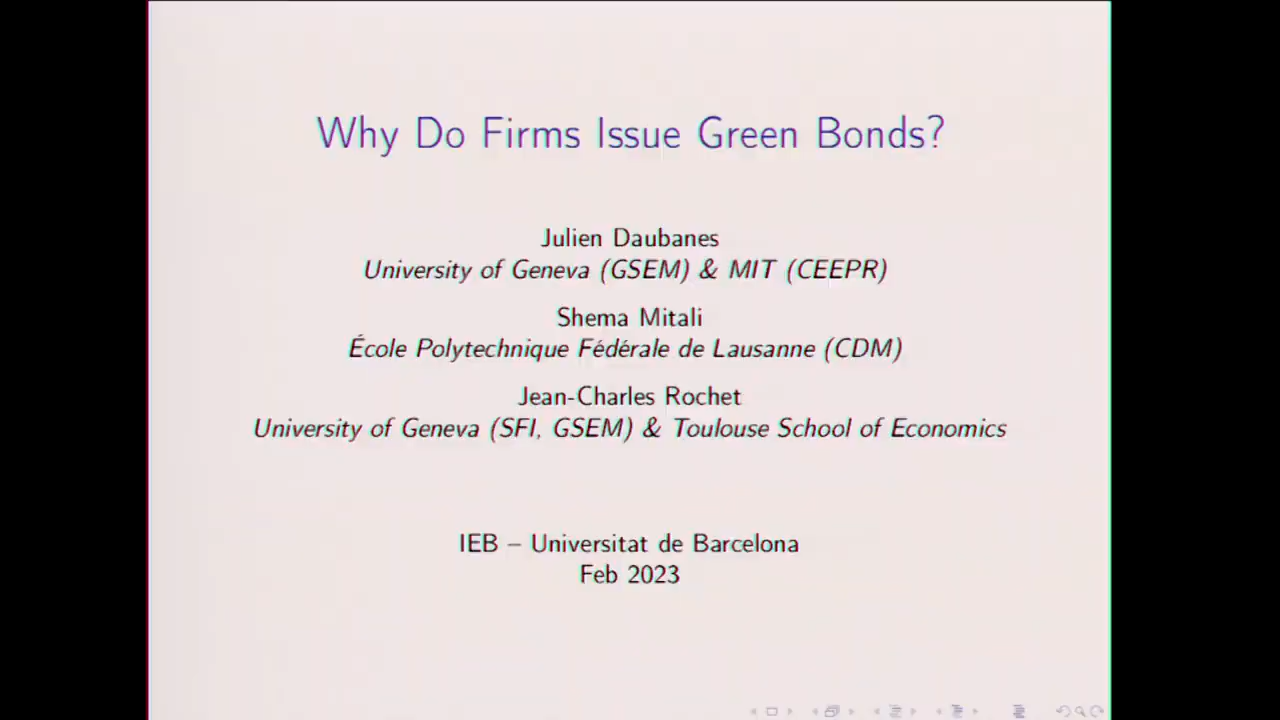 Why Do Firms Issue Green Bonds?
Julien Daubanes
University of Geneva (GSEM) & MIT (CEEPR)
Shema Mitali
École Polytechnique Fédérale de Lausanne (CDM)
Jean-Charles Rochet
University of Geneva (SFI, GSEM) & Toulouse School of Economics
IEB – Universitat de Barcelona
Feb 2023